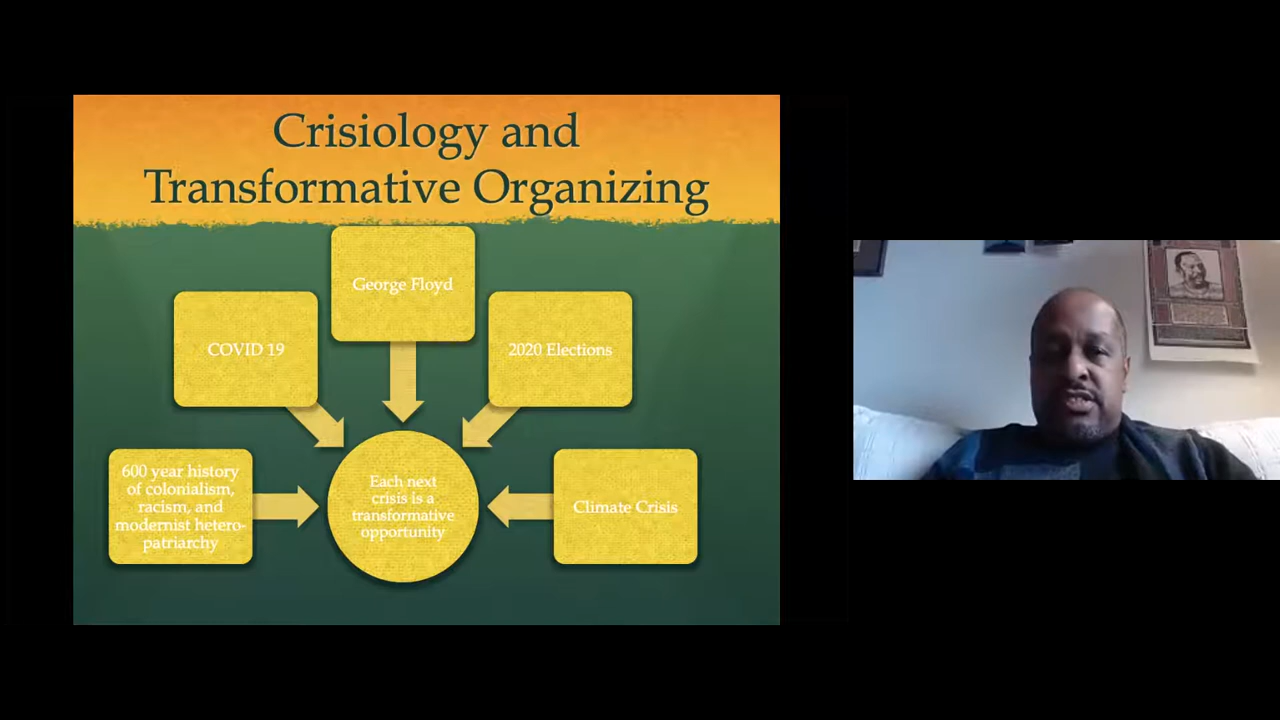 Crisiology and
Transformative Organizing
George Floyd
COVID 19
2020 Elections
600 year history
of colonialism,
racism, and
modernist hetero-
patriarchy
Each next
crisis is a
transformative
opportunity
Climate Crisis